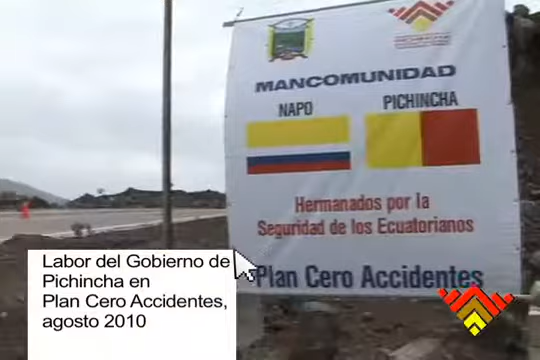 MANCOMUNIDAD
NAPO
PICHINCHA
Hermanados por la
Seguridad de los Ecuatorianos
Plan Cero Accidentes
Labor del Gobierno de
Pichincha en
Plan Cero Accidentes,
agosto 2010